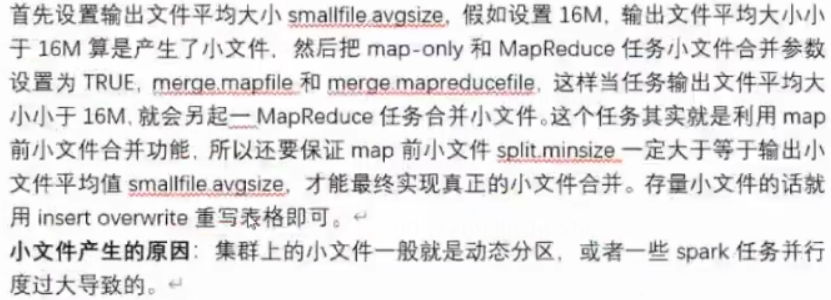 首先设置输出文件平均大小 smallfile.avgsize，假如设置 16M，输出文件平均大小小
于 16M 算是产生了小文件，然后把 map-only 和 MapReduce 任务小文件合并参数
设置为 TRUE，merge.mapfile 和 merge.mapreducefile，这样当任务输出文件平均大
小小于 16M，就会另起一 MapReduce 任务合并小文件。这个任务其实就是利用 map
前小文件合并功能，所以还要保证 map 前小文件 split.minsize 一定大于等于输出小
文件平均值 smallfile.avgsize，才能最终实现真正的小文件合并。存量小文件的话就
用 insert overwrite 重写表格即可。
小文件产生的原因：集群上的小文件一般就是动态分区，或者一些 spark 任务并行
度过大导致的。